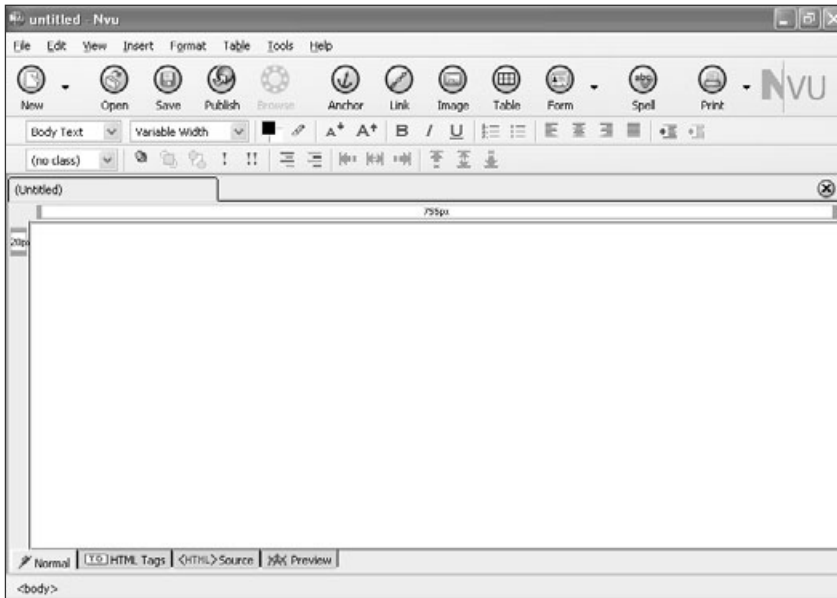 untitled - Nvu
File Edit View Insert Format Table Tools Help
New Open Save Publish Browse Anchor Link Image Table Form Spell Print NVU
Body Text Variable Width A A B I U
(no class) ! !!
(Untitled)
755px
20px
Normal TD HTML Tags <HTML> Source Preview
<body>